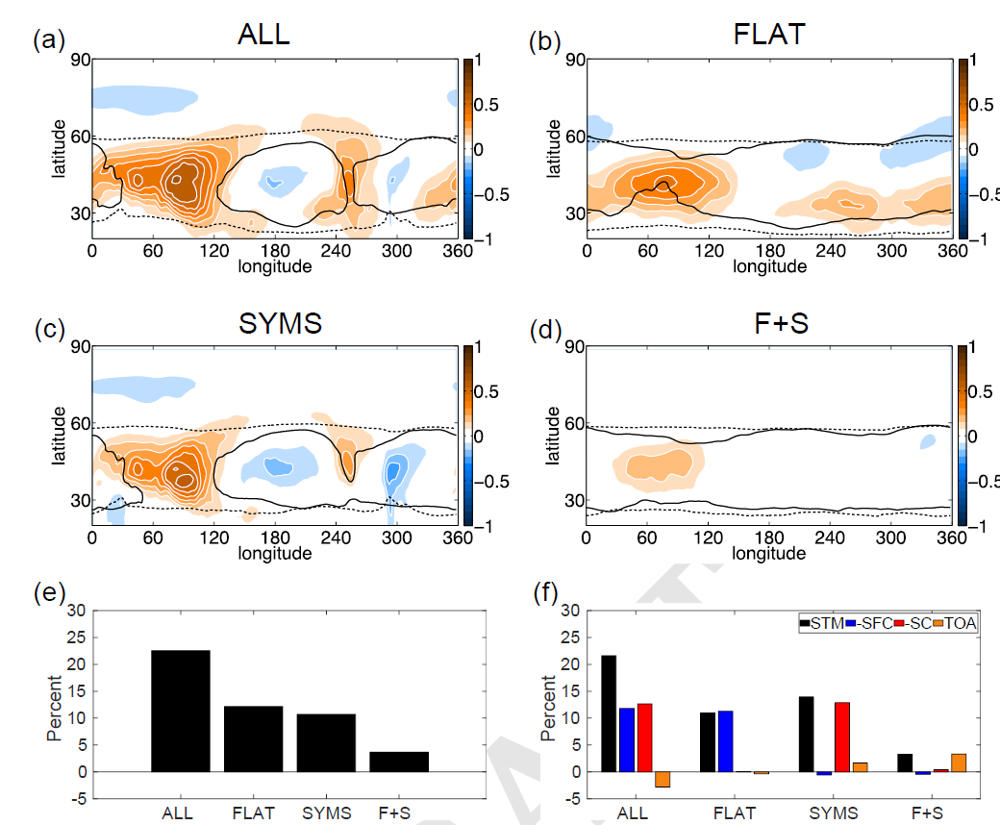 (a) ALL
90
60
30
latitude
0 60 120 180 240 300 360
longitude
1
0.5
0
−0.5
−1
(b) FLAT
90
60
30
latitude
0 60 120 180 240 300 360
longitude
1
0.5
0
−0.5
−1
(c) SYMS
90
60
30
latitude
0 60 120 180 240 300 360
longitude
1
0.5
0
−0.5
−1
(d) F+S
90
60
30
latitude
0 60 120 180 240 300 360
longitude
1
0.5
0
−0.5
−1
(e)
30
25
20
15
10
5
0
-5
Percent
ALL FLAT SYMS F+S
(f)
30
25
20
15
10
5
0
-5
Percent
STM -SFC -SC TOA
ALL FLAT SYMS F+S